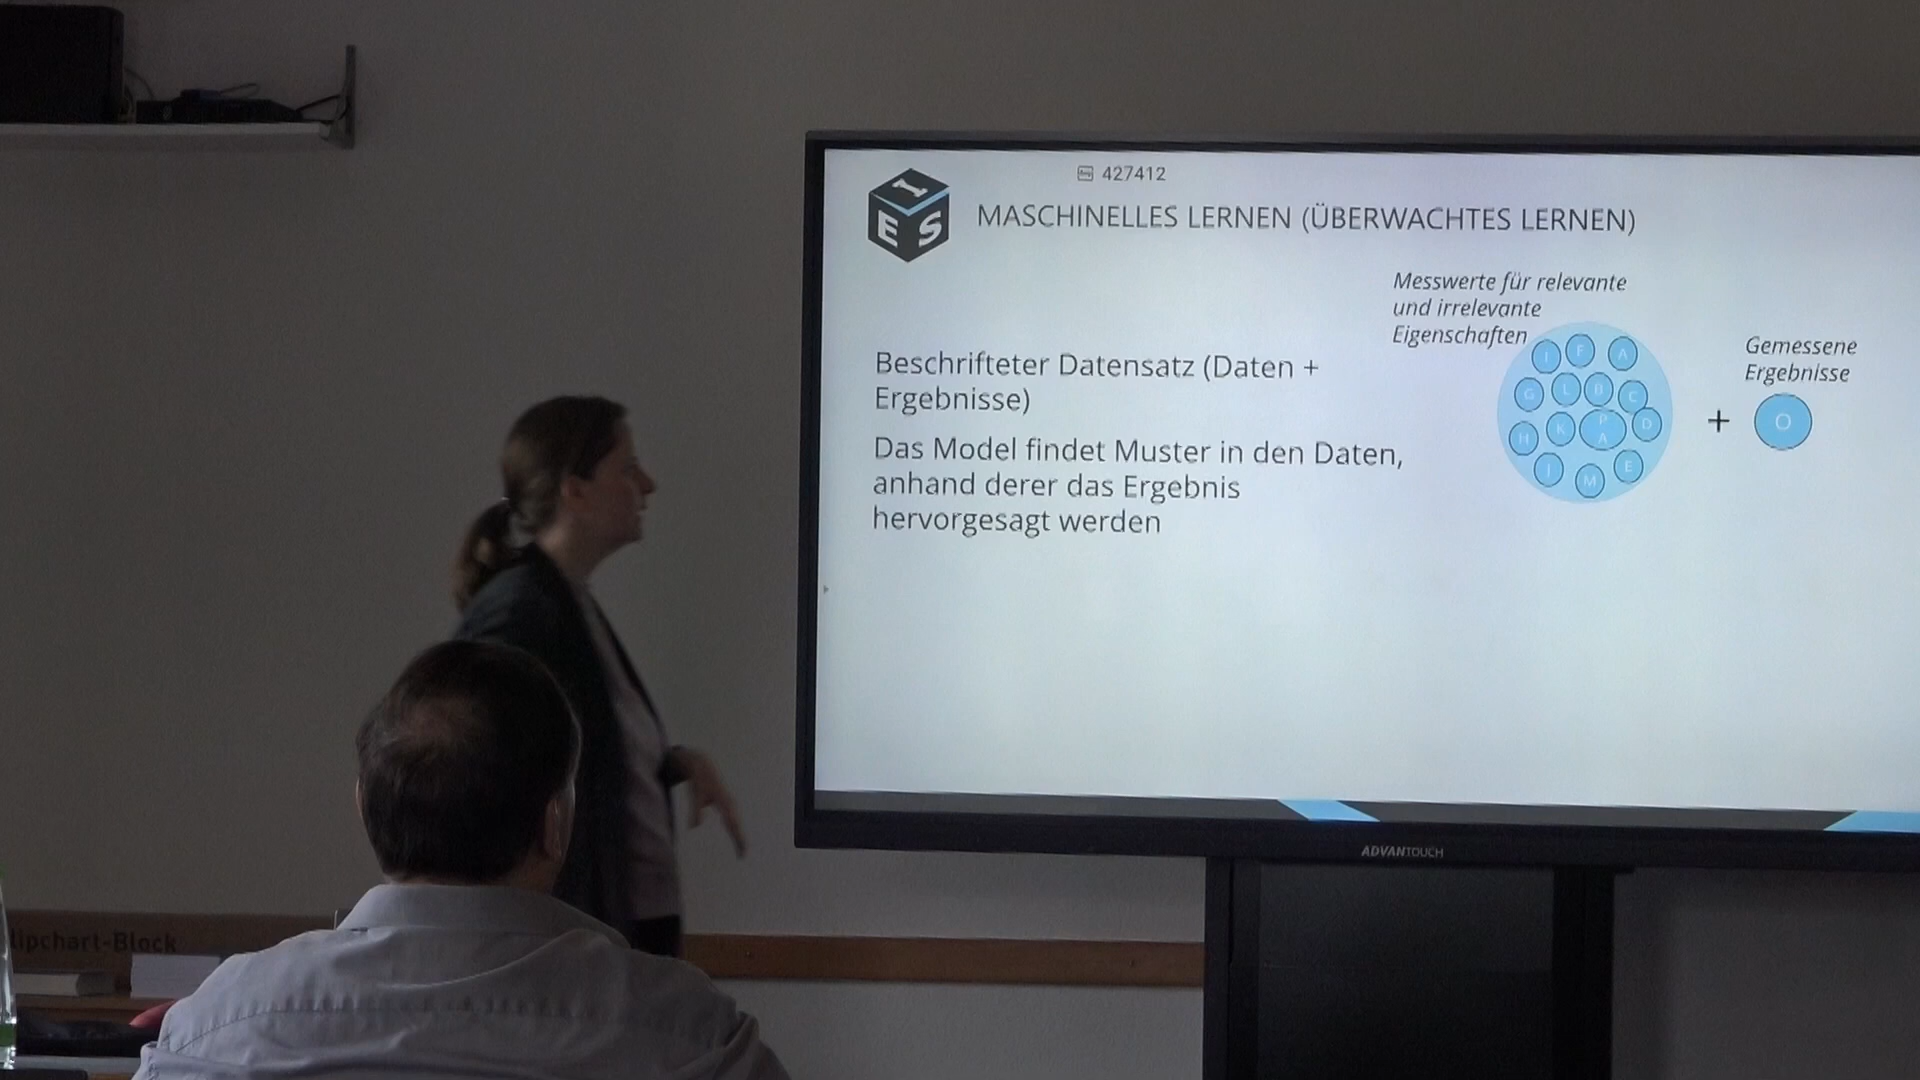 427412
I
E S
MASCHINELLES LERNEN (ÜBERWACHTES LERNEN)
Messwerte für relevante
und irrelevante
Eigenschaften
Gemessene
Ergebnisse
Beschrifteter Datensatz (Daten +
Ergebnisse)
Das Model findet Muster in den Daten,
anhand derer das Ergebnis
hervorgesagt werden
I F A
G L B C
H K P A D
E
M
+ O
ADVANTOUCH
lipchart-Block